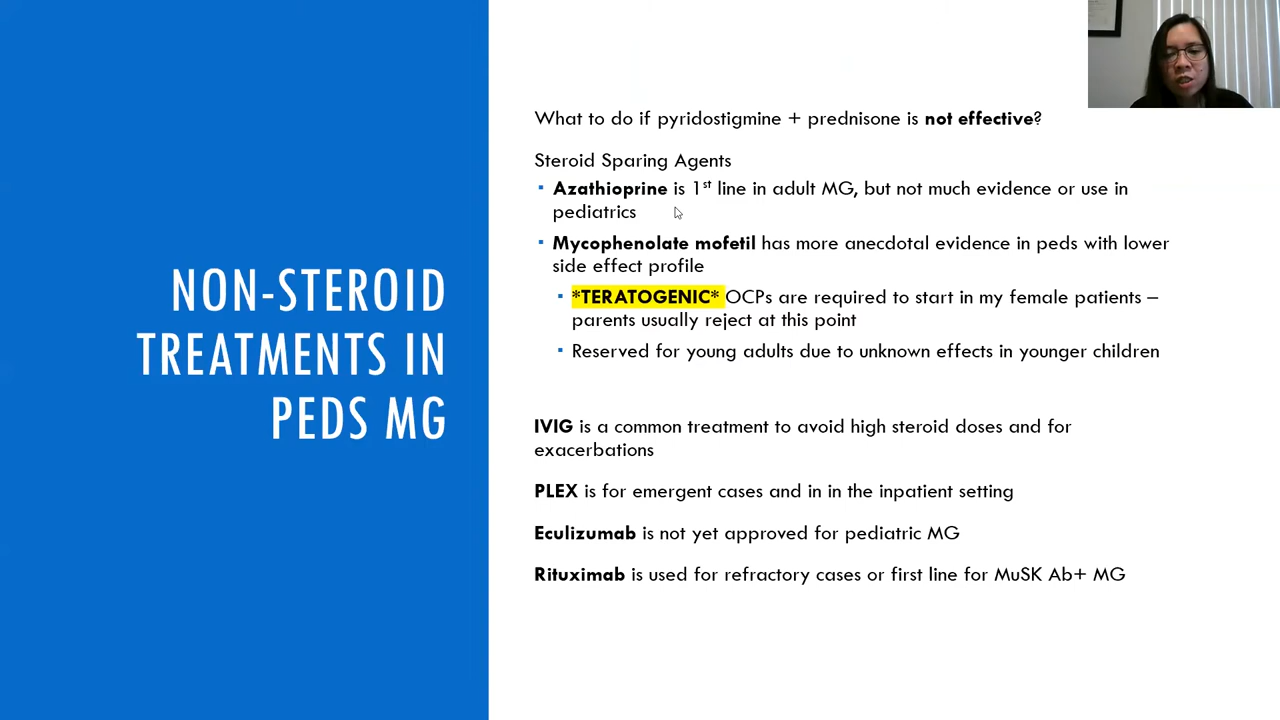 NON-STEROID
TREATMENTS IN
PEDS MG
What to do if pyridostigmine + prednisone is not effective?
Steroid Sparing Agents
▪ Azathioprine is 1st line in adult MG, but not much evidence or use in
pediatrics
▪ Mycophenolate mofetil has more anecdotal evidence in peds with lower
side effect profile
▪ *TERATOGENIC* OCPs are required to start in my female patients –
parents usually reject at this point
▪ Reserved for young adults due to unknown effects in younger children
IVIG is a common treatment to avoid high steroid doses and for
exacerbations
PLEX is for emergent cases and in in the inpatient setting
Eculizumab is not yet approved for pediatric MG
Rituximab is used for refractory cases or first line for MuSK Ab+ MG